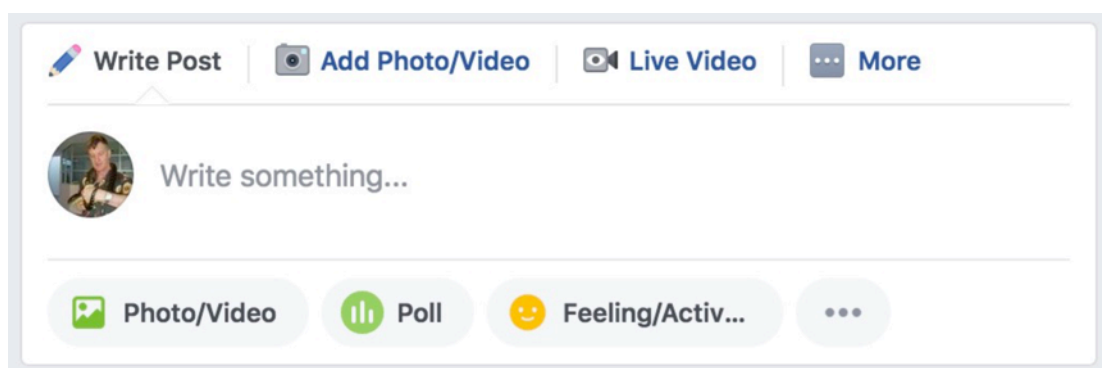 Write Post Add Photo/Video Live Video More
Write something...
Photo/Video Poll Feeling/Activ...